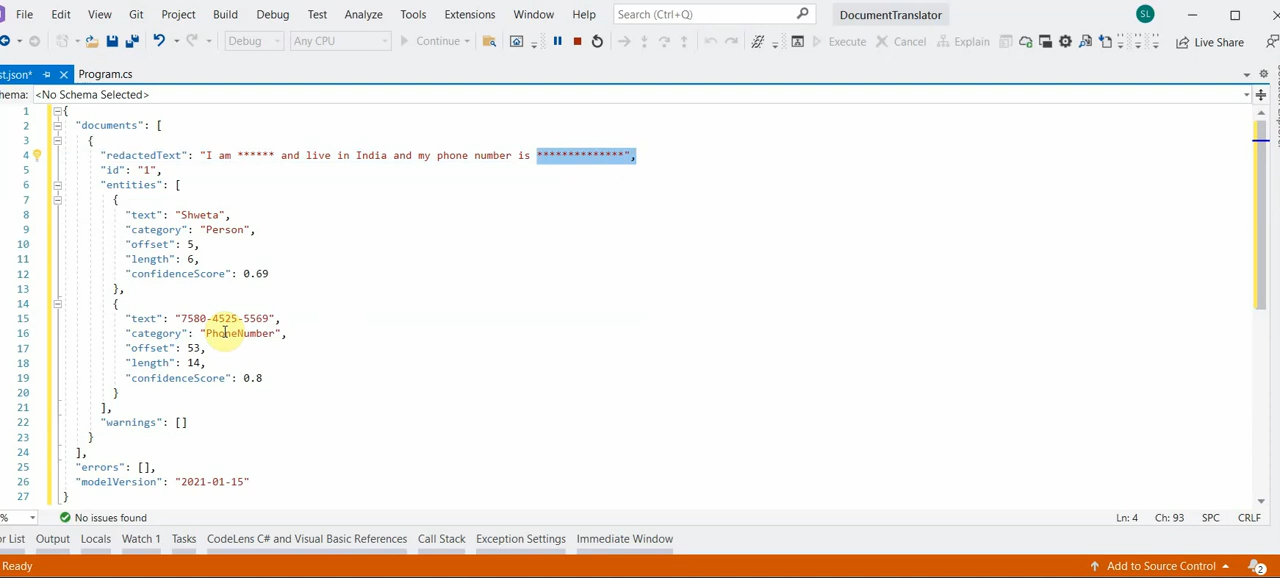 File Edit View Git Project Build Debug Test Analyze Tools Extensions Window Help Search (Ctrl+Q) DocumentTranslator SL
Debug Any CPU Continue Execute Cancel Explain Live Share
st.json* Program.cs
hema: <No Schema Selected>
1 {
2 "documents": [
3 {
4 "redactedText": "I am ****** and live in India and my phone number is **************",
5 "id": "1",
6 "entities": [
7 {
8 "text": "Shweta",
9 "category": "Person",
10 "offset": 5,
11 "length": 6,
12 "confidenceScore": 0.69
13 },
14 {
15 "text": "7580-4525-5569",
16 "category": "PhoneNumber",
17 "offset": 53,
18 "length": 14,
19 "confidenceScore": 0.8
20 }
21 ],
22 "warnings": []
23 }
24 ],
25 "errors": [],
26 "modelVersion": "2021-01-15"
27 }
% No issues found Ln: 4 Ch: 93 SPC CRLF
or List Output Locals Watch 1 Tasks CodeLens C# and Visual Basic References Call Stack Exception Settings Immediate Window
Ready Add to Source Control 2